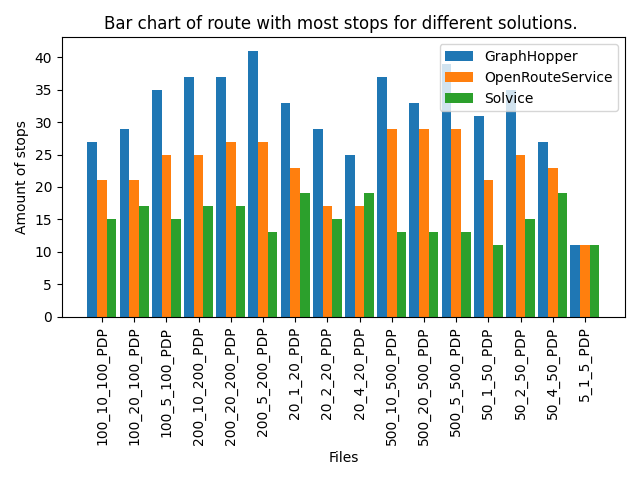 Bar chart of route with most stops for different solutions.
GraphHopper
OpenRouteService
Solvice
Amount of stops
40
35
30
25
20
15
10
5
0
100_10_100_PDP
100_20_100_PDP
100_5_100_PDP
200_10_200_PDP
200_20_200_PDP
200_5_200_PDP
20_1_20_PDP
20_2_20_PDP
20_4_20_PDP
500_10_500_PDP
500_20_500_PDP
500_5_500_PDP
50_1_50_PDP
50_2_50_PDP
50_4_50_PDP
5_1_5_PDP
Files